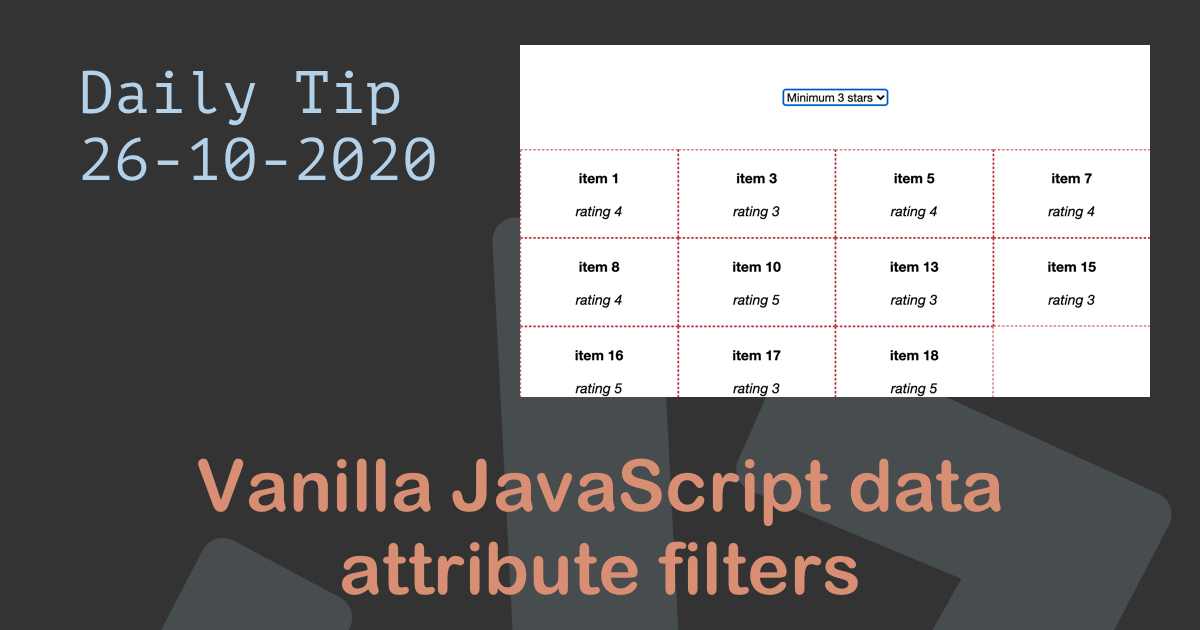 Daily Tip
26-10-2020
Minimum 3 stars
item 1 item 3 item 5 item 7
rating 4 rating 3 rating 4 rating 4
item 8 item 10 item 13 item 15
rating 4 rating 5 rating 3 rating 3
item 16 item 17 item 18
rating 5 rating 3 rating 5
Vanilla JavaScript data
attribute filters